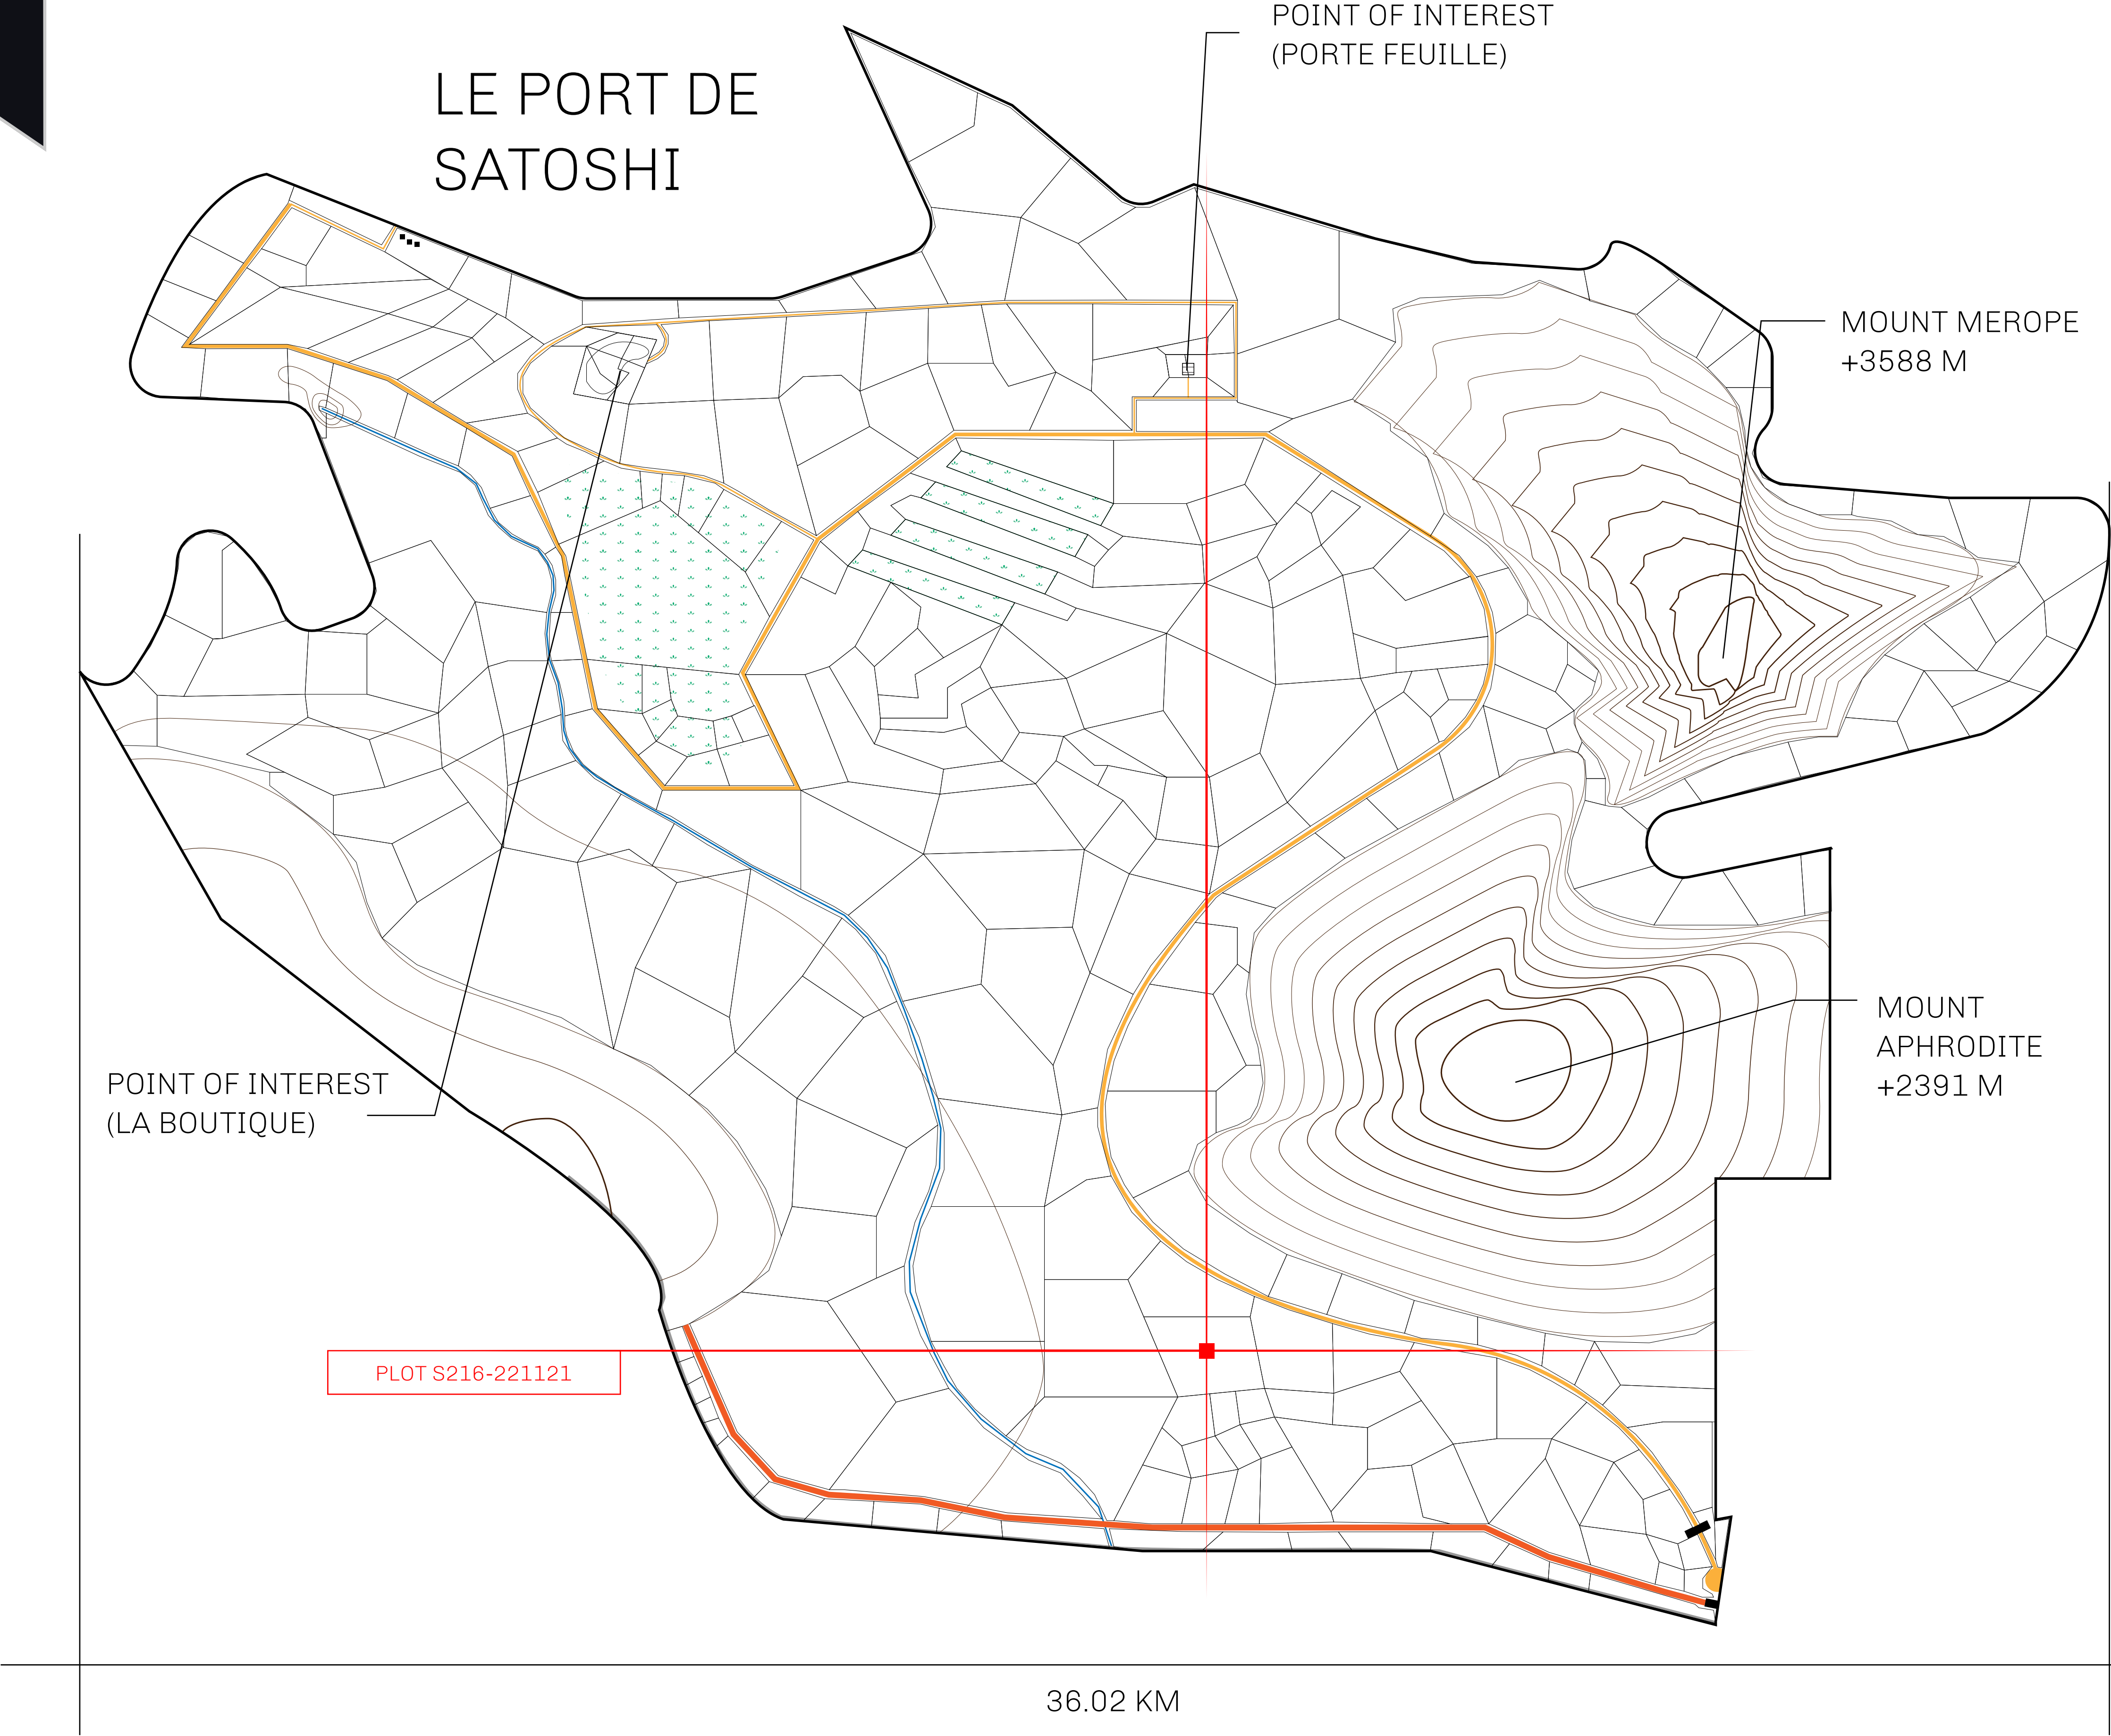 POINT OF INTEREST
(PORTE FEUILLE)
LE PORT DE
SATOSHI
MOUNT MEROPE
+3588 M
MOUNT
APHRODITE
+2391 M
POINT OF INTEREST
(LA BOUTIQUE)
PLOT S216-221121
36.02 KM